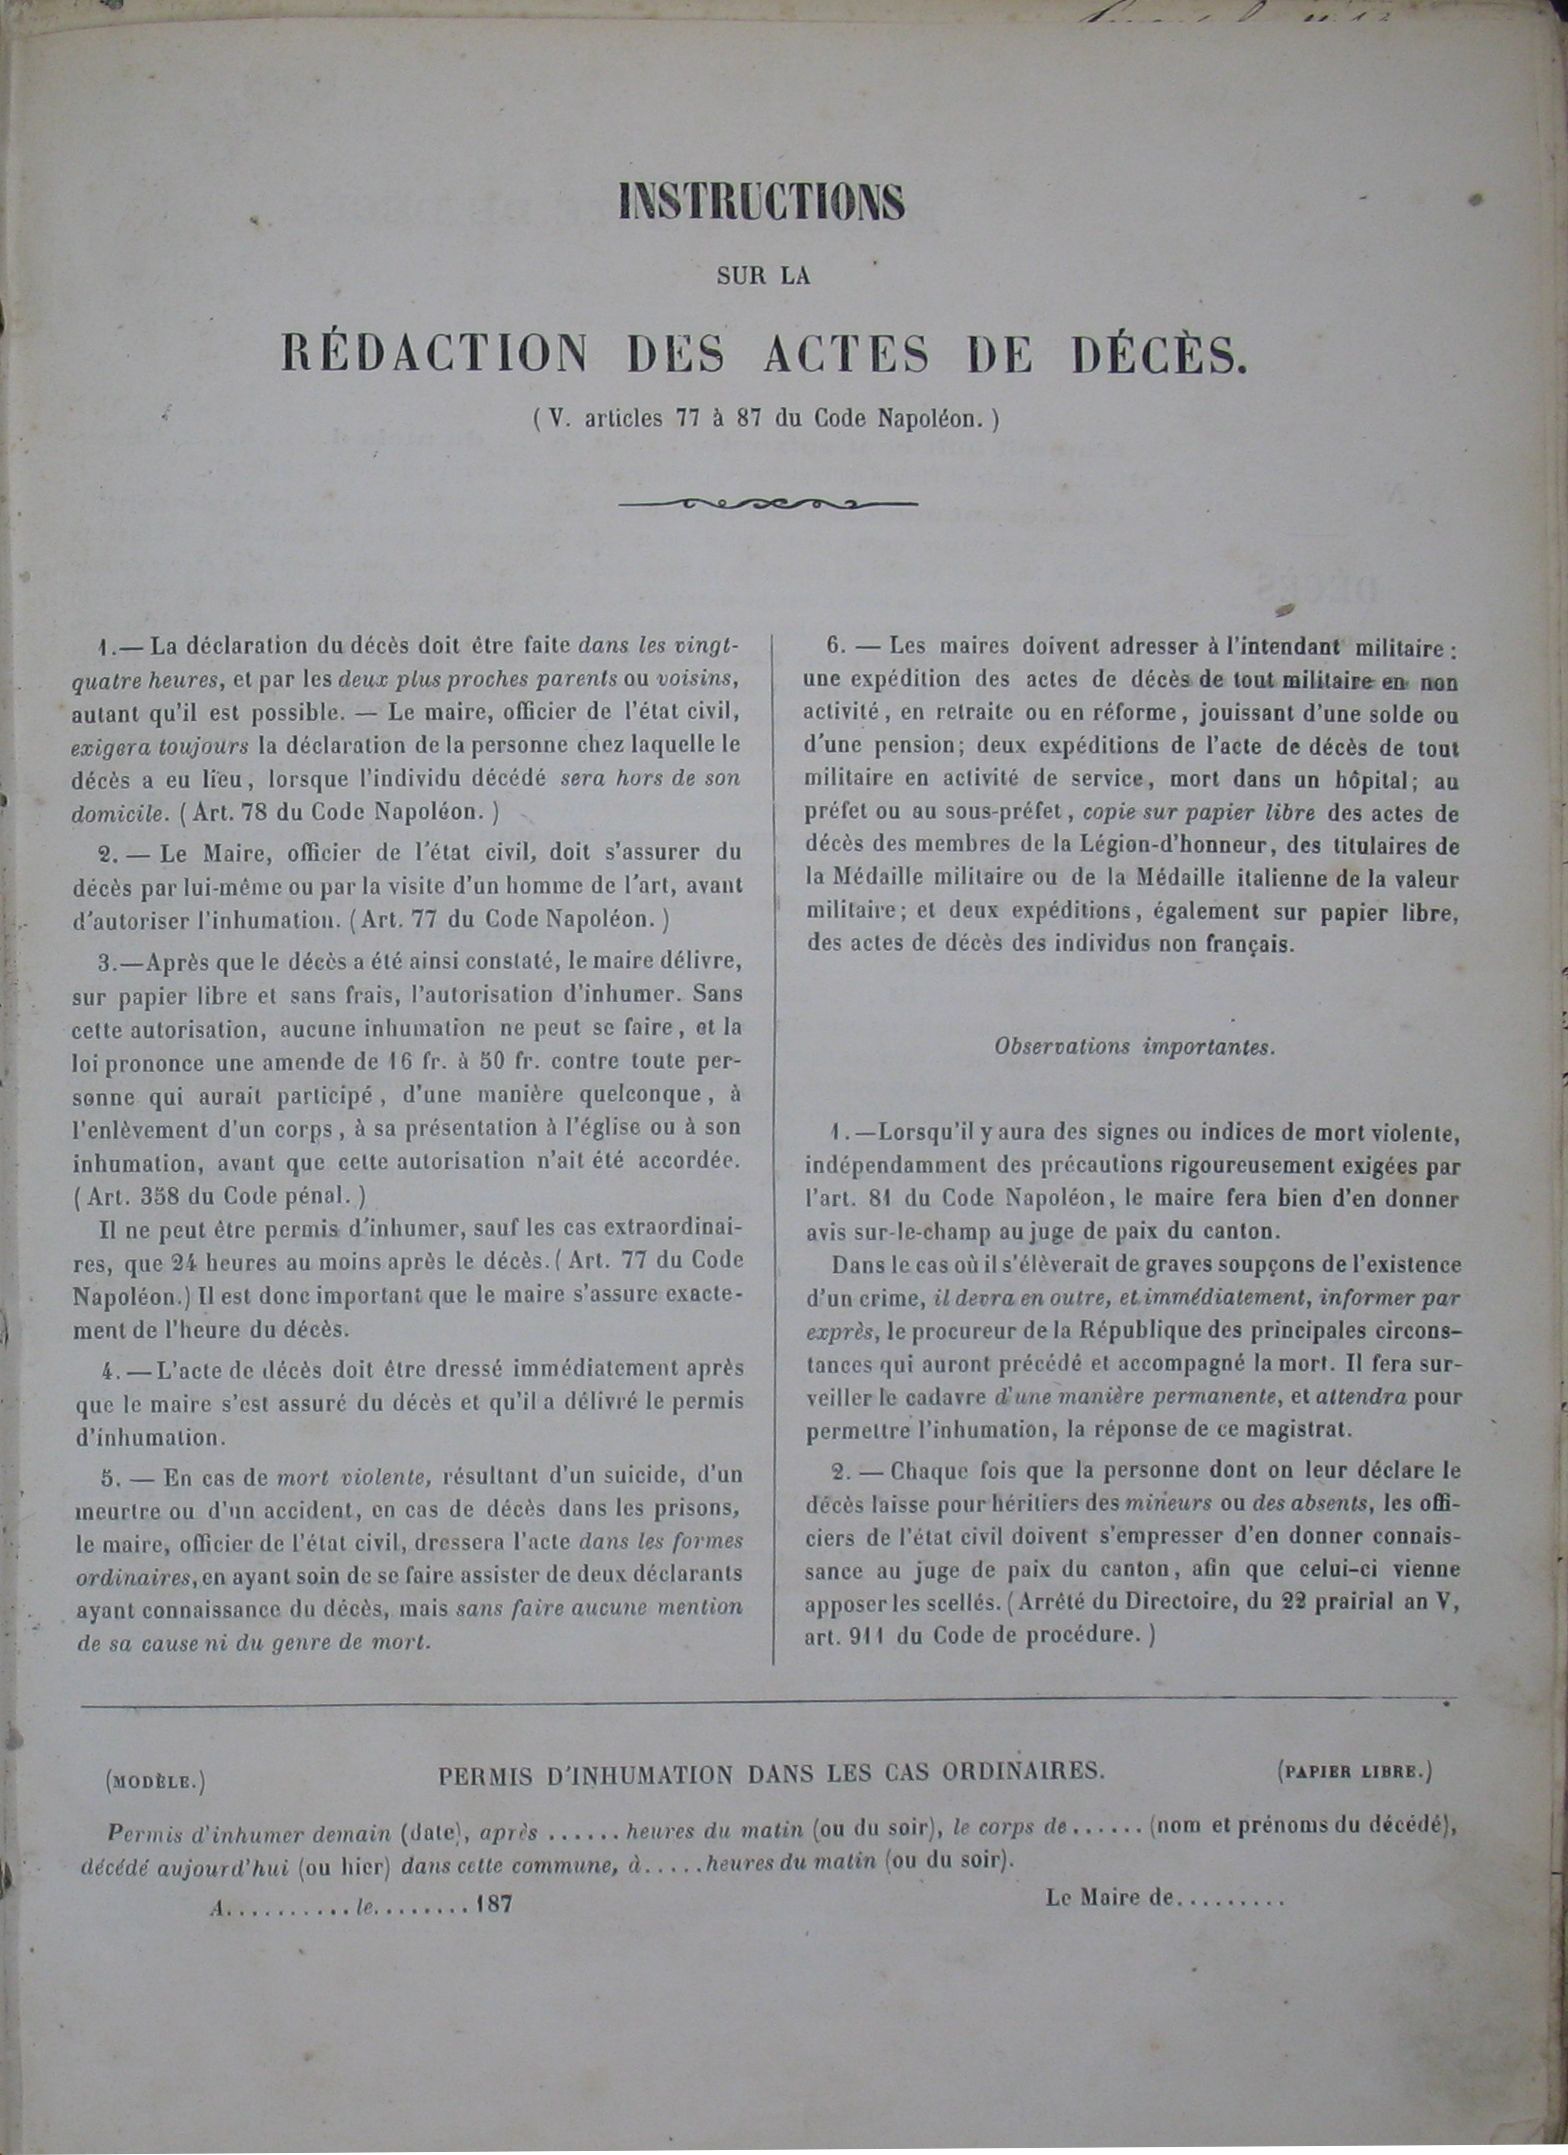 INSTRUCTIONS
SUR LA
RÉDACTION DES ACTES DE DÉCÈS.
( V. articles 77 à 87 du Code Napoléon. )
1.— La déclaration du décès doit être faite dans les vingt-
quatre heures, et par les deux plus proches parents ou voisins,
autant qu'il est possible. — Le maire, officier de l'état civil,
exigera toujours la déclaration de la personne chez laquelle le
décès a eu lieu, lorsque l'individu décédé sera hors de son
domicile. ( Art. 78 du Code Napoléon. )
2. — Le Maire, officier de l'état civil, doit s'assurer du
décès par lui-même ou par la visite d'un homme de l'art, avant
d'autoriser l'inhumation. ( Art. 77 du Code Napoléon. )
3.—Après que le décès a été ainsi constaté, le maire délivre,
sur papier libre et sans frais, l'autorisation d'inhumer. Sans
cette autorisation, aucune inhumation ne peut se faire, et la
loi prononce une amende de 16 fr. à 50 fr. contre toute per-
sonne qui aurait participé, d'une manière quelconque, à
l'enlèvement d'un corps, à sa présentation à l'église ou à son
inhumation, avant que cette autorisation n'ait été accordée.
( Art. 358 du Code pénal. )
Il ne peut être permis d'inhumer, sauf les cas extraordinai-
res, que 24 heures au moins après le décès. ( Art. 77 du Code
Napoléon.) Il est donc important que le maire s'assure exacte-
ment de l'heure du décès.
4. — L'acte de décès doit être dressé immédiatement après
que le maire s'est assuré du décès et qu'il a délivré le permis
d'inhumation.
5. — En cas de mort violente, résultant d'un suicide, d'un
meurtre ou d'un accident, en cas de décès dans les prisons,
le maire, officier de l'état civil, dressera l'acte dans les formes
ordinaires, en ayant soin de se faire assister de deux déclarants
ayant connaissance du décès, mais sans faire aucune mention
de sa cause ni du genre de mort.
6. — Les maires doivent adresser à l'intendant militaire :
une expédition des actes de décès de tout militaire en non
activité, en retraite ou en réforme, jouissant d'une solde ou
d'une pension; deux expéditions de l'acte de décès de tout
militaire en activité de service, mort dans un hôpital; au
préfet ou au sous-préfet, copie sur papier libre des actes de
décès des membres de la Légion-d'honneur, des titulaires de
la Médaille militaire ou de la Médaille italienne de la valeur
militaire; et deux expéditions, également sur papier libre,
des actes de décès des individus non français.
Observations importantes.
1.—Lorsqu'il y aura des signes ou indices de mort violente,
indépendamment des précautions rigoureusement exigées par
l'art. 81 du Code Napoléon, le maire fera bien d'en donner
avis sur-le-champ au juge de paix du canton.
Dans le cas où il s'élèverait de graves soupçons de l'existence
d'un crime, il devra en outre, et immédiatement, informer par
exprès, le procureur de la République des principales circons-
tances qui auront précédé et accompagné la mort. Il fera sur-
veiller le cadavre d'une manière permanente, et attendra pour
permettre l'inhumation, la réponse de ce magistrat.
2. — Chaque fois que la personne dont on leur déclare le
décès laisse pour héritiers des mineurs ou des absents, les offi-
ciers de l'état civil doivent s'empresser d'en donner connais-
sance au juge de paix du canton, afin que celui-ci vienne
apposer les scellés. ( Arrêté du Directoire, du 22 prairial an V,
art. 911 du Code de procédure. )
(MODÈLE.) PERMIS D'INHUMATION DANS LES CAS ORDINAIRES. (PAPIER LIBRE.)
Permis d'inhumer demain (date), après ...... heures du matin (ou du soir), le corps de ...... (nom et prénoms du décédé),
décédé aujourd'hui (ou hier) dans cette commune, à ..... heures du matin (ou du soir).
A .......... le ........ 187 Le Maire de .........